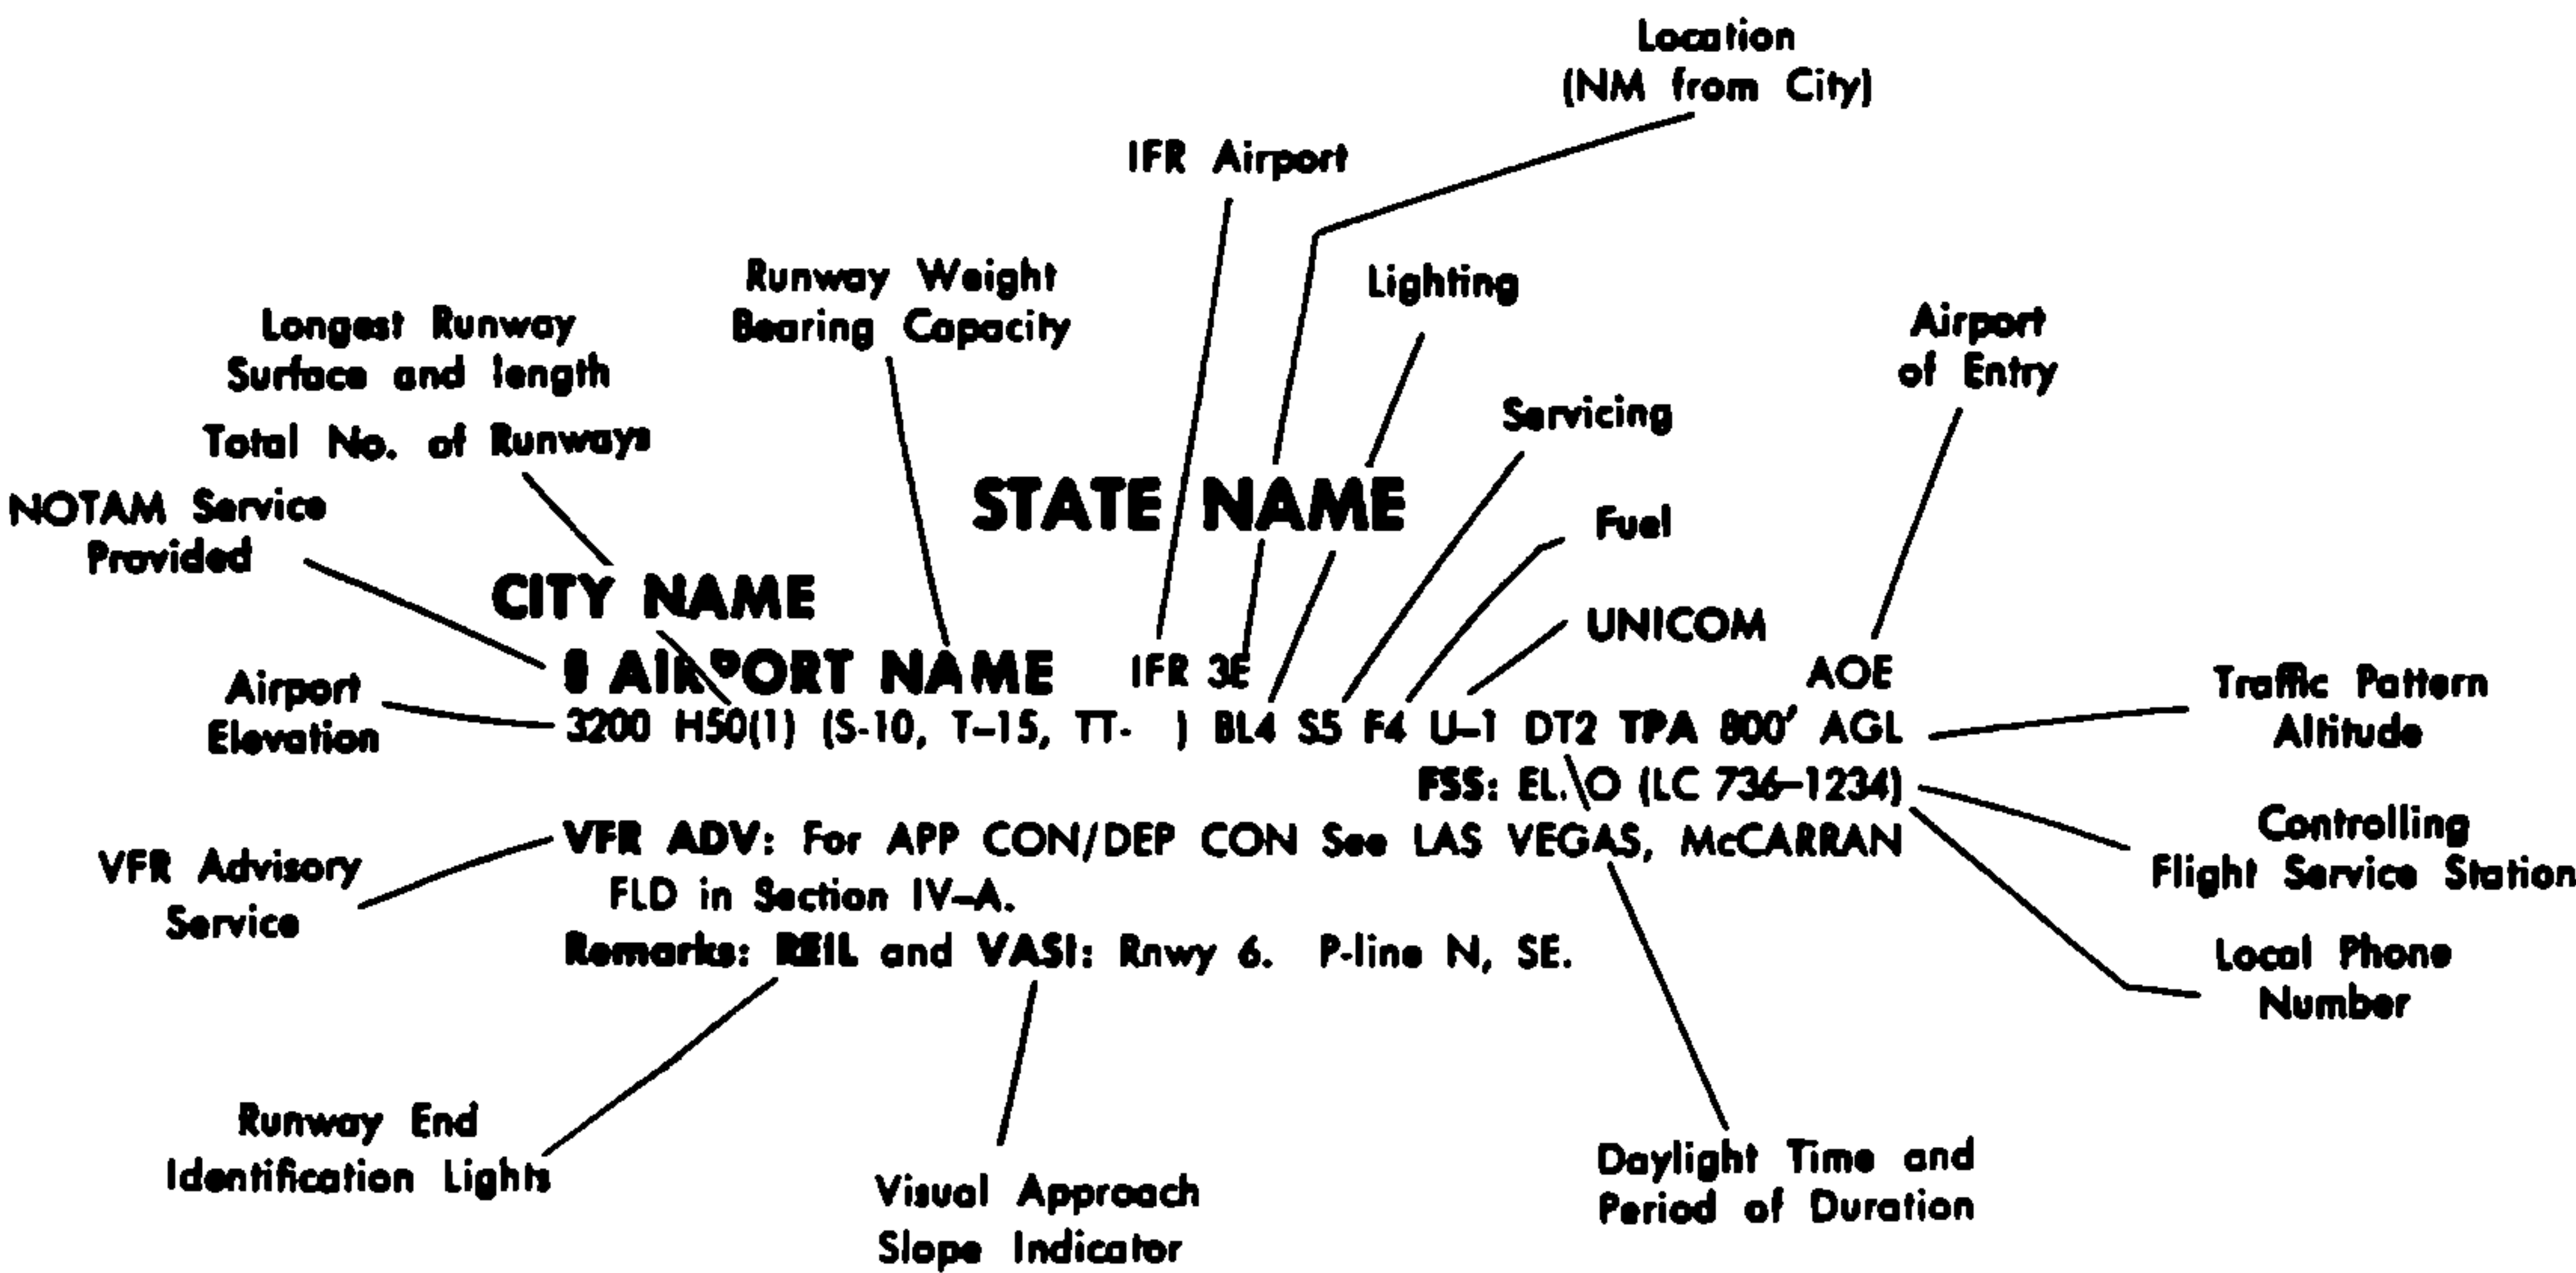 Location
(NM from City)
IFR Airport
Runway Weight
Bearing Capacity
Lighting
Longest Runway
Surface and length
Total No. of Runways
Airport
of Entry
Servicing
NOTAM Service
Provided
STATE NAME
Fuel
CITY NAME
UNICOM
§ AIRPORT NAME IFR 3E AOE
Airport
Elevation
3200 H50(1) (S-10, T-15, TT- ) BL4 S5 F4 U-1 DT2 TPA 800' AGL
Traffic Pattern
Altitude
FSS: (LC 736-1234)
Controlling
Flight Service Station
VFR Advisory
Service
VFR ADV: For APP CON/DEP CON See LAS VEGAS, McCARRAN
FLD in Section IV-A.
Remarks: REIL and VASI: Rnwy 6. P-line N, SE.
Local Phone
Number
Runway End
Identification Lights
Visual Approach
Slope Indicator
Daylight Time and
Period of Duration